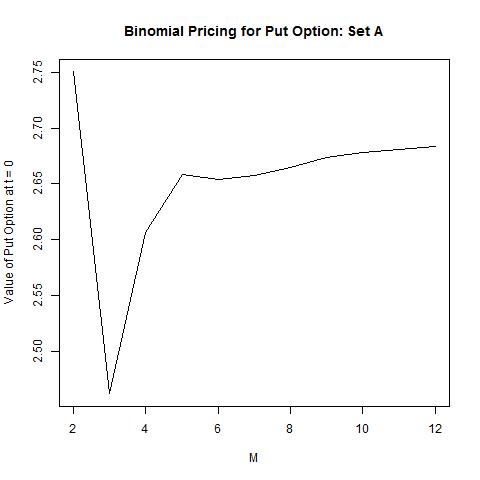 Binomial Pricing for Put Option: Set A
Value of Put Option at t = 0
2.75
2.70
2.65
2.60
2.55
2.50
2 4 6 8 10 12
M